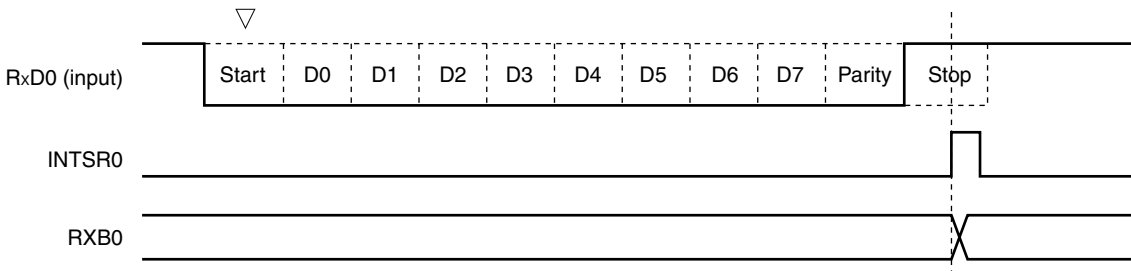 RxD0 (input) Start D0 D1 D2 D3 D4 D5 D6 D7 Parity Stop
INTSR0
RXB0